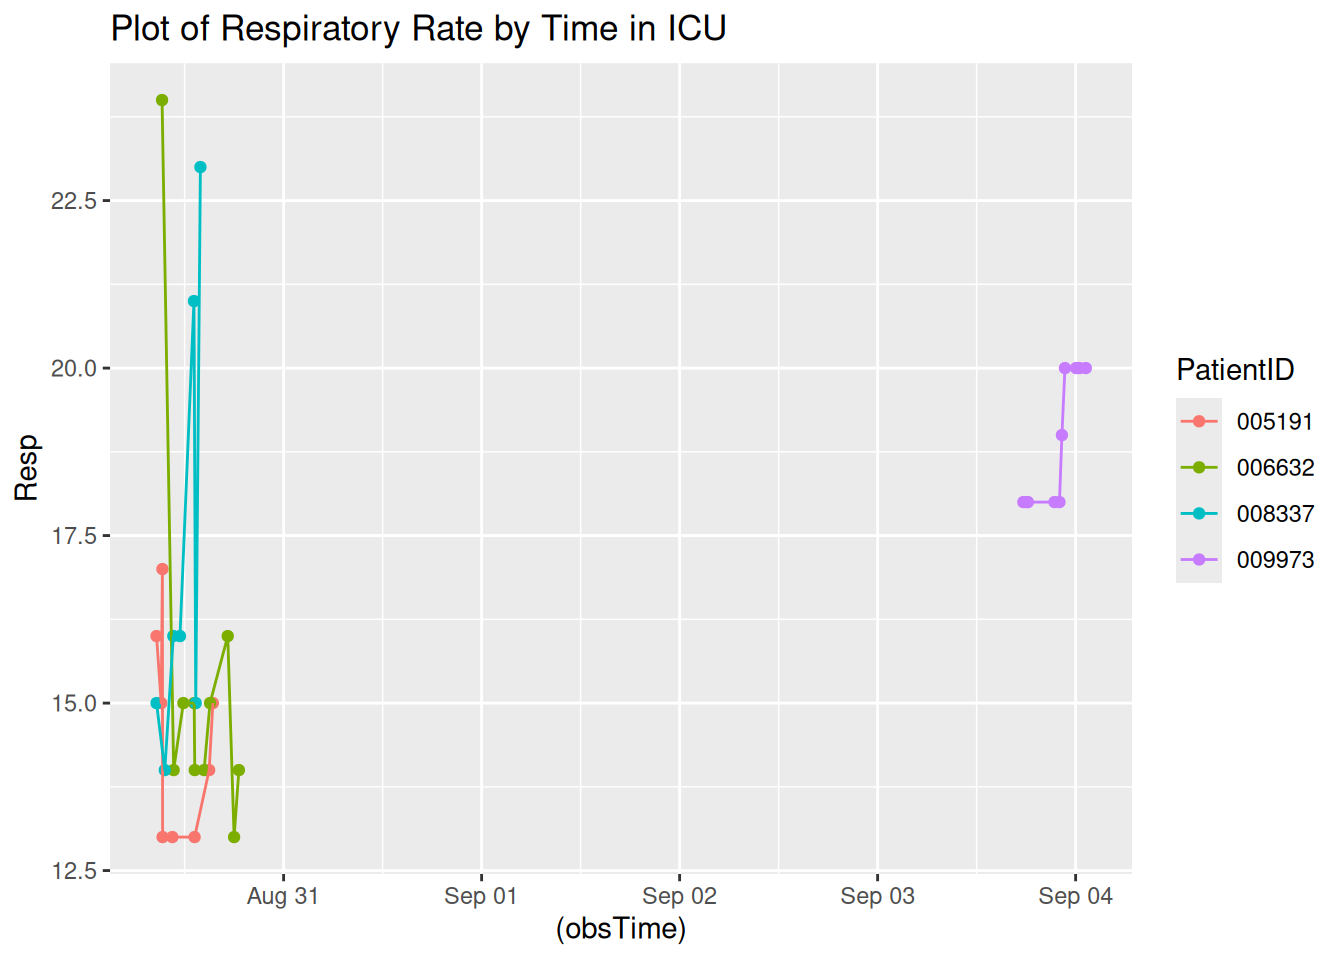 Plot of Respiratory Rate by Time in ICU
22.5
20.0
17.5
15.0
12.5
Resp
Aug 31 Sep 01 Sep 02 Sep 03 Sep 04
(obsTime)
PatientID
005191
006632
008337
009973